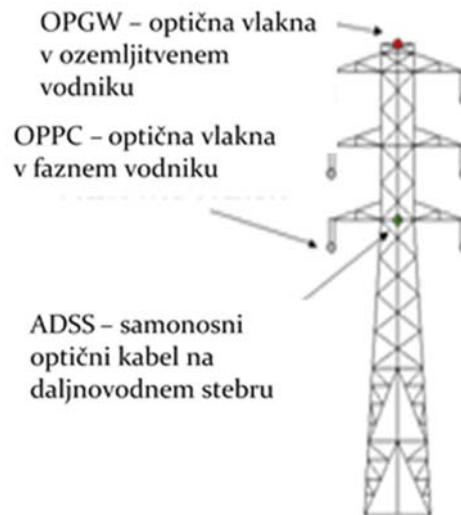 OPGW – optična vlakna
v ozemljitvenem
vodniku
OPPC – optična vlakna
v faznem vodniku
ADSS – samonosni
optični kabel na
daljnovodnem stebru